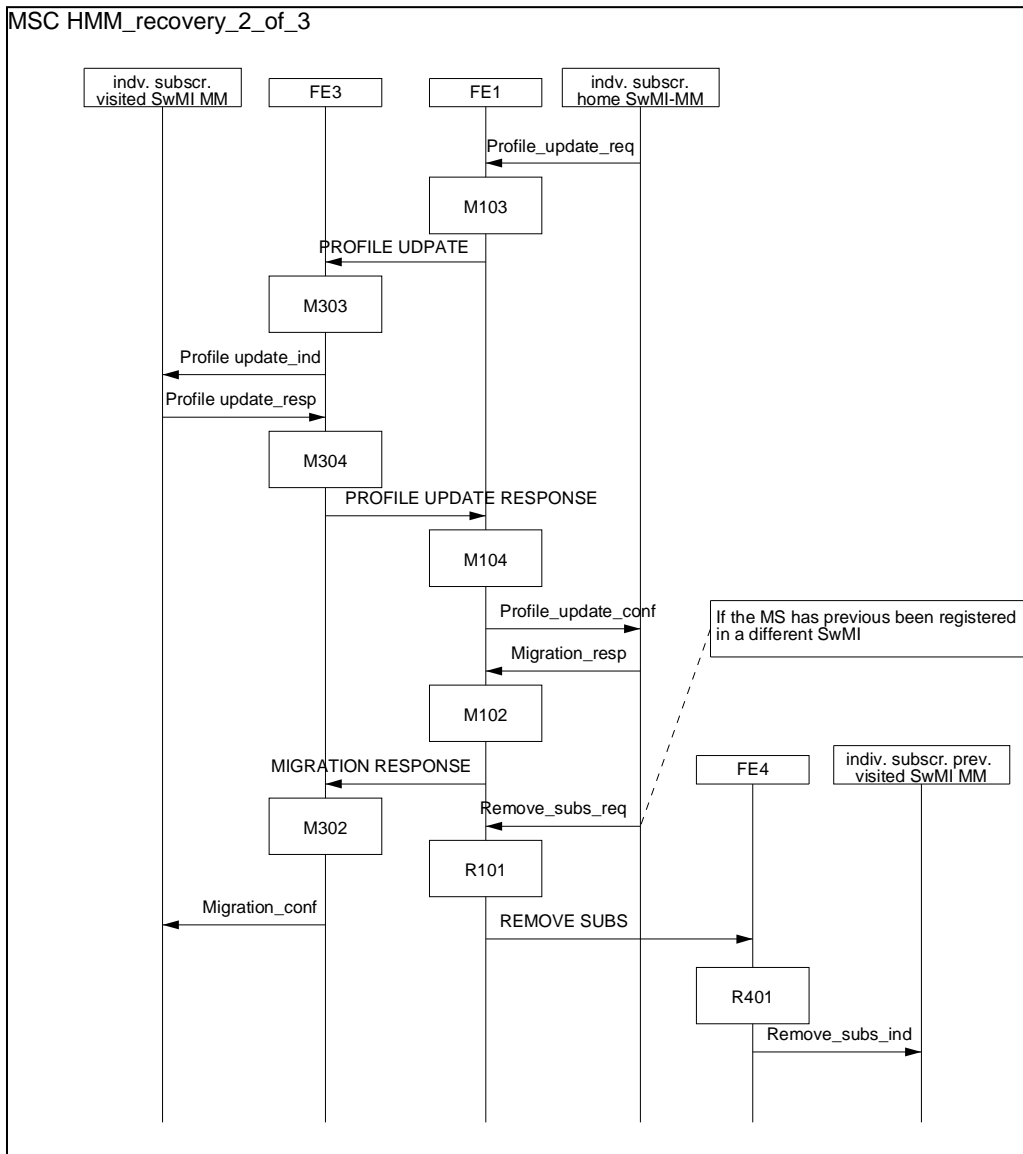 MSC HMM_recovery_2_of_3
indv. subscr.
visited SwMI MM
FE3
FE1
indv. subscr.
home SwMI-MM
Profile_update_req
M103
PROFILE UDPATE
M303
Profile update_ind
Profile update_resp
M304
PROFILE UPDATE RESPONSE
M104
Profile_update_conf
If the MS has previous been registered
in a different SwMI
Migration_resp
M102
MIGRATION RESPONSE
FE4
indiv. subscr. prev.
visited SwMI MM
Remove_subs_req
M302
R101
Migration_conf
REMOVE SUBS
R401
Remove_subs_ind